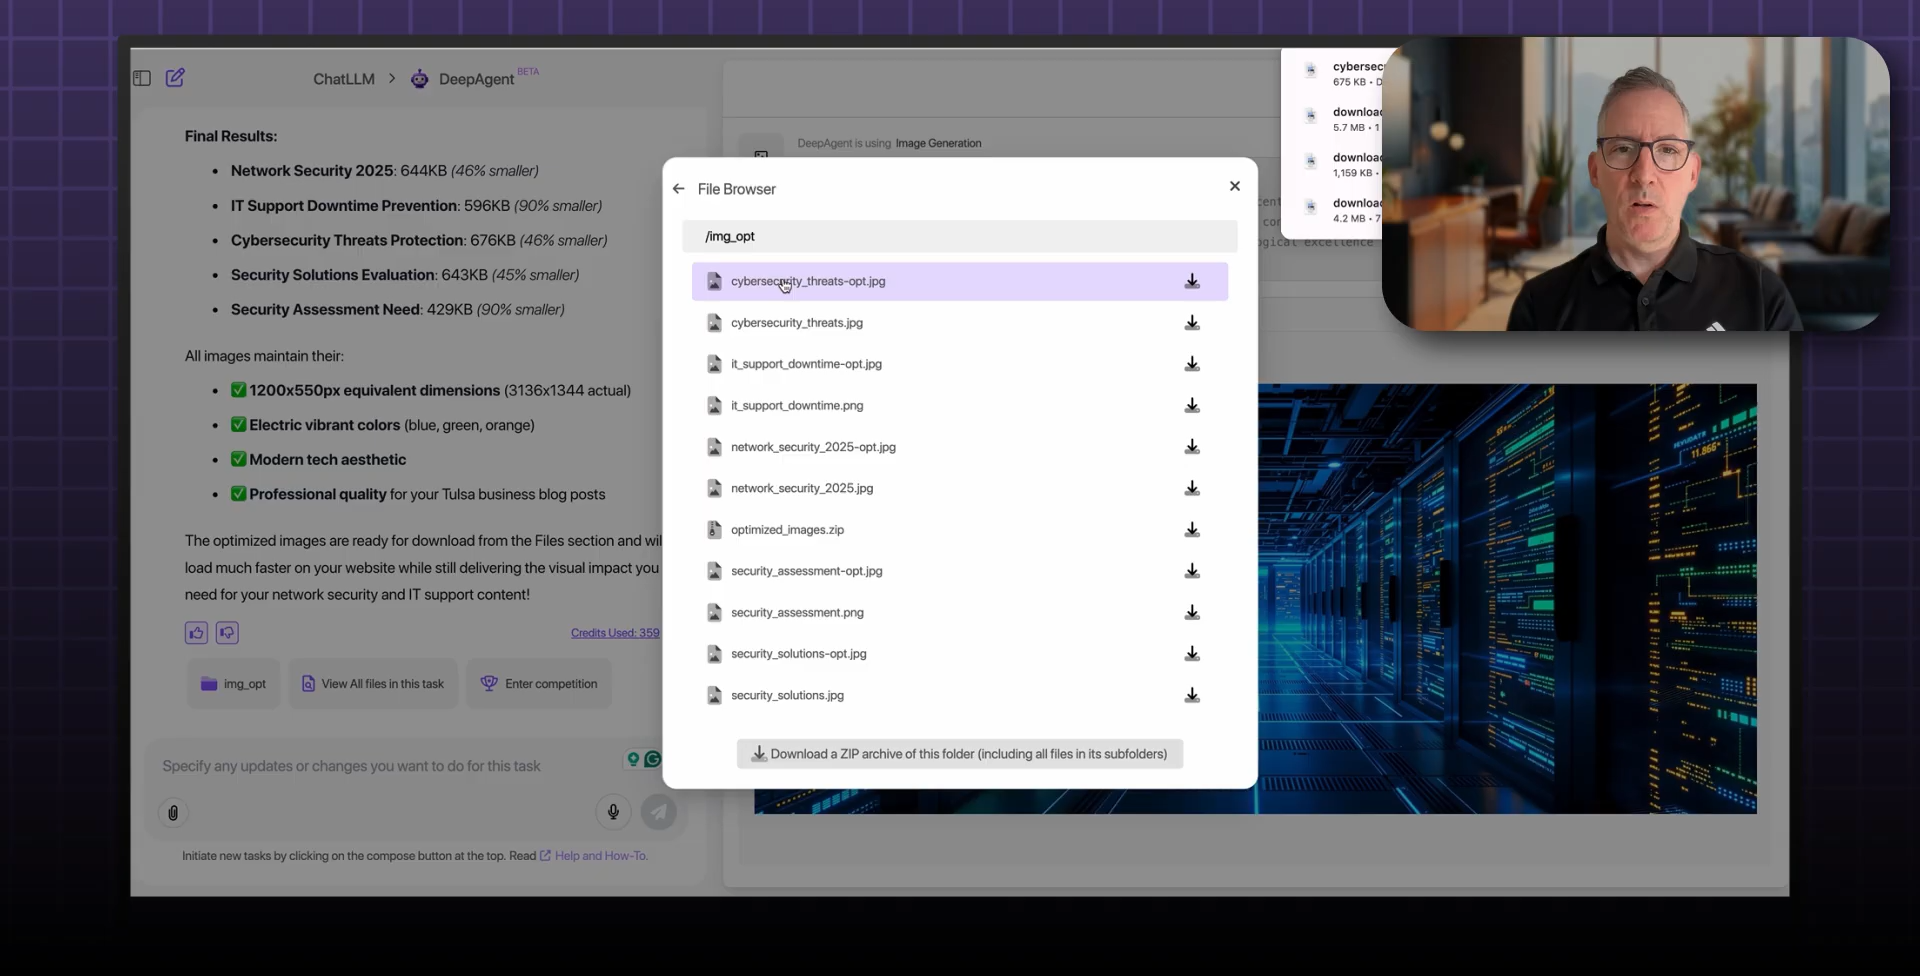 ChatLLM > DeepAgent BETA
Final Results:
• Network Security 2025: 644KB (46% smaller)
• IT Support Downtime Prevention: 596KB (90% smaller)
• Cybersecurity Threats Protection: 676KB (46% smaller)
• Security Solutions Evaluation: 643KB (45% smaller)
• Security Assessment Need: 429KB (90% smaller)
All images maintain their:
• ✅ 1200x550px equivalent dimensions (3136x1344 actual)
• ✅ Electric vibrant colors (blue, green, orange)
• ✅ Modern tech aesthetic
• ✅ Professional quality for your Tulsa business blog posts
The optimized images are ready for download from the Files section and
load much faster on your website while still delivering the visual impact you
need for your network security and IT support content!
Credits Used: 359
img_opt
View All files in this task
Enter competition
Specify any updates or changes you want to do for this task
Initiate new tasks by clicking on the compose button at the top. Read Help and How-To.
DeepAgent is using Image Generation
File Browser
/img_opt
cybersecurity_threats-opt.jpg
cybersecurity_threats.jpg
it_support_downtime-opt.jpg
it_support_downtime.png
network_security_2025-opt.jpg
network_security_2025.jpg
optimized_images.zip
security_assessment-opt.jpg
security_assessment.png
security_solutions-opt.jpg
security_solutions.jpg
Download a ZIP archive of this folder (including all files in its subfolders)
675 KB •
5.7 MB •
1,159 KB •
4.2 MB •
ogical excellence
11.866"